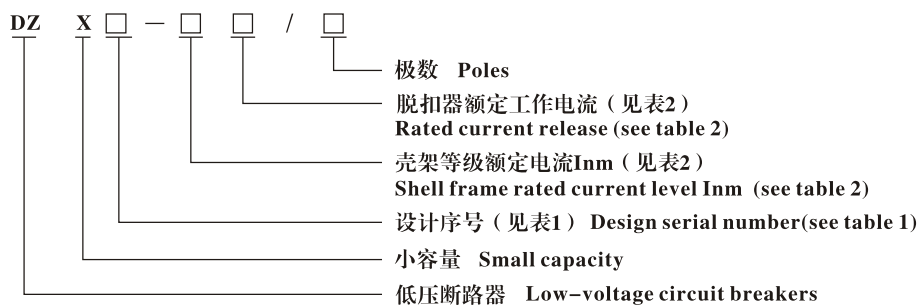 DZ X□－□ □ / □
极数 Poles
脱扣器额定工作电流（见表2）
Rated current release (see table 2)
壳架等级额定电流Inm（见表2）
Shell frame rated current level Inm (see table 2)
设计序号（见表1） Design serial number(see table 1)
小容量 Small capacity
低压断路器 Low-voltage circuit breakers